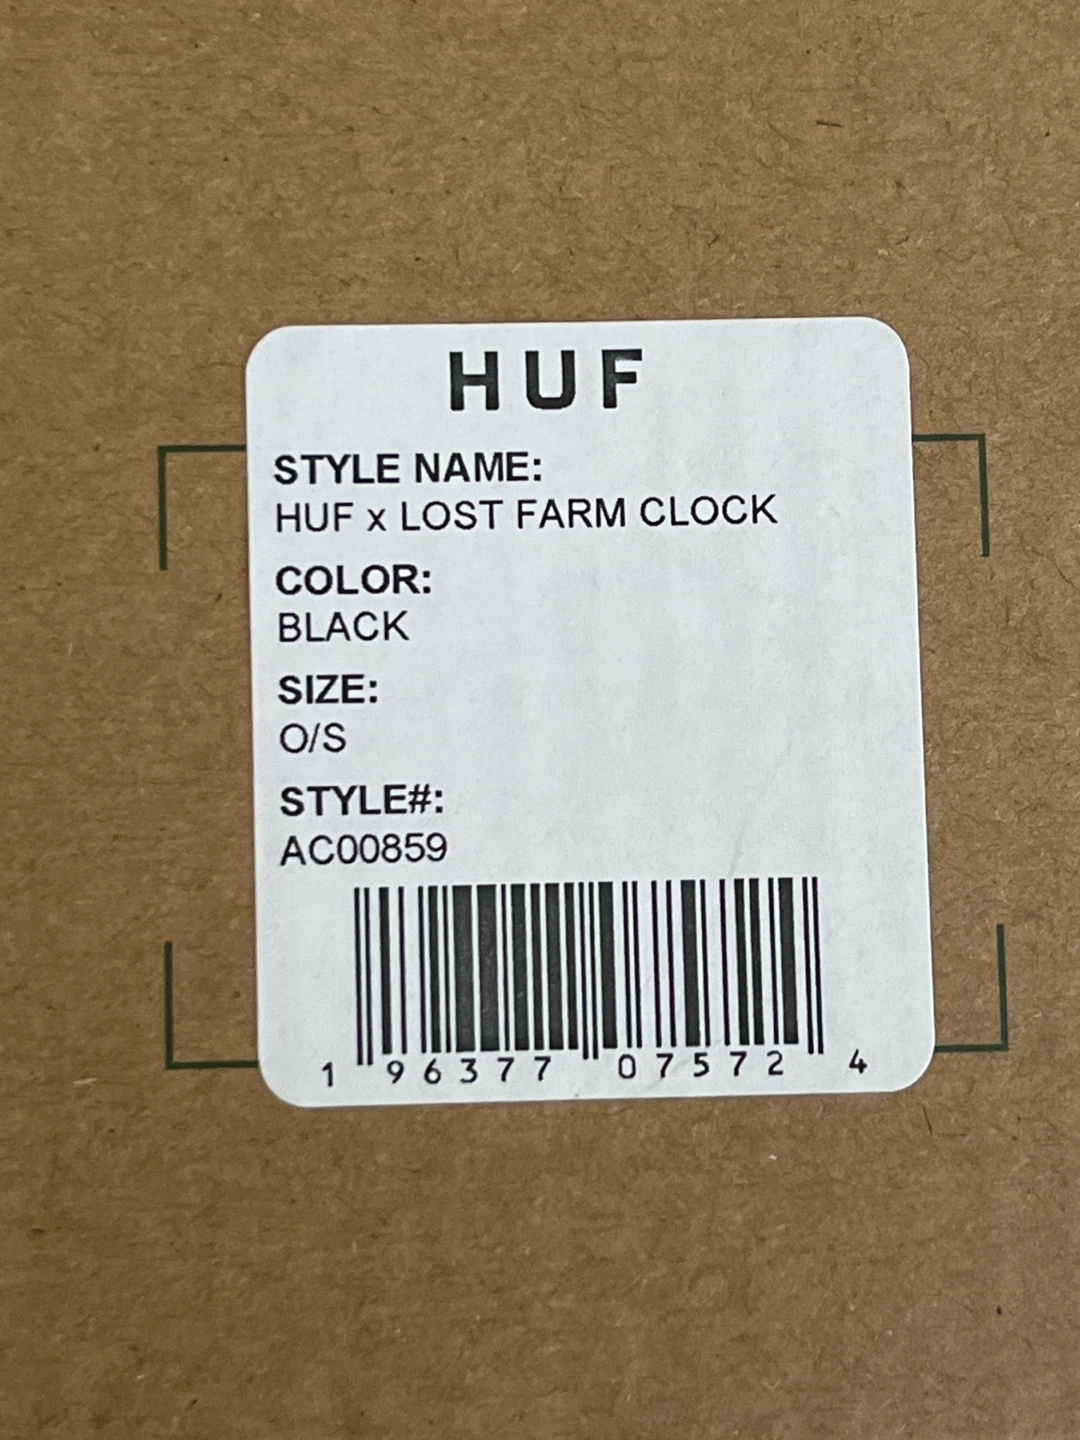 HUF
STYLE NAME:
HUF x LOST FARM CLOCK
COLOR:
BLACK
SIZE:
O/S
STYLE#:
AC00859
1 96377 07572 4